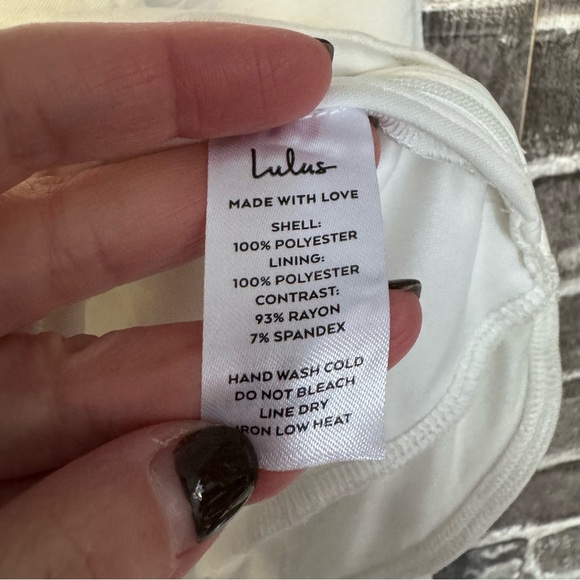 Lulus
MADE WITH LOVE
SHELL:
100% POLYESTER
LINING:
100% POLYESTER
CONTRAST:
93% RAYON
7% SPANDEX
HAND WASH COLD
DO NOT BLEACH
LINE DRY
IRON LOW HEAT